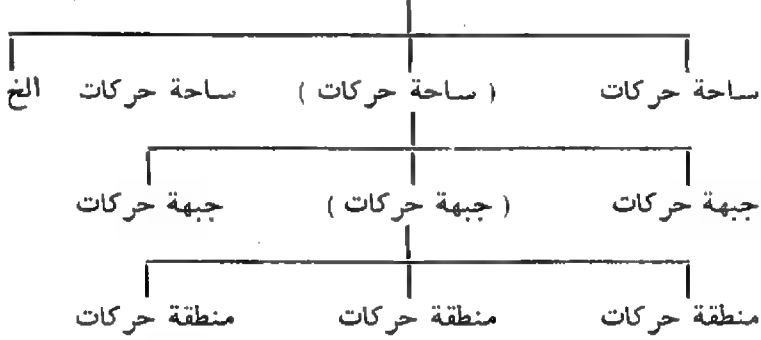 ساحة حركات ( ساحة حركات ) ساحة حركات الخ
جبهة حركات ( جبهة حركات ) جبهة حركات
منطقة حركات منطقة حركات منطقة حركات